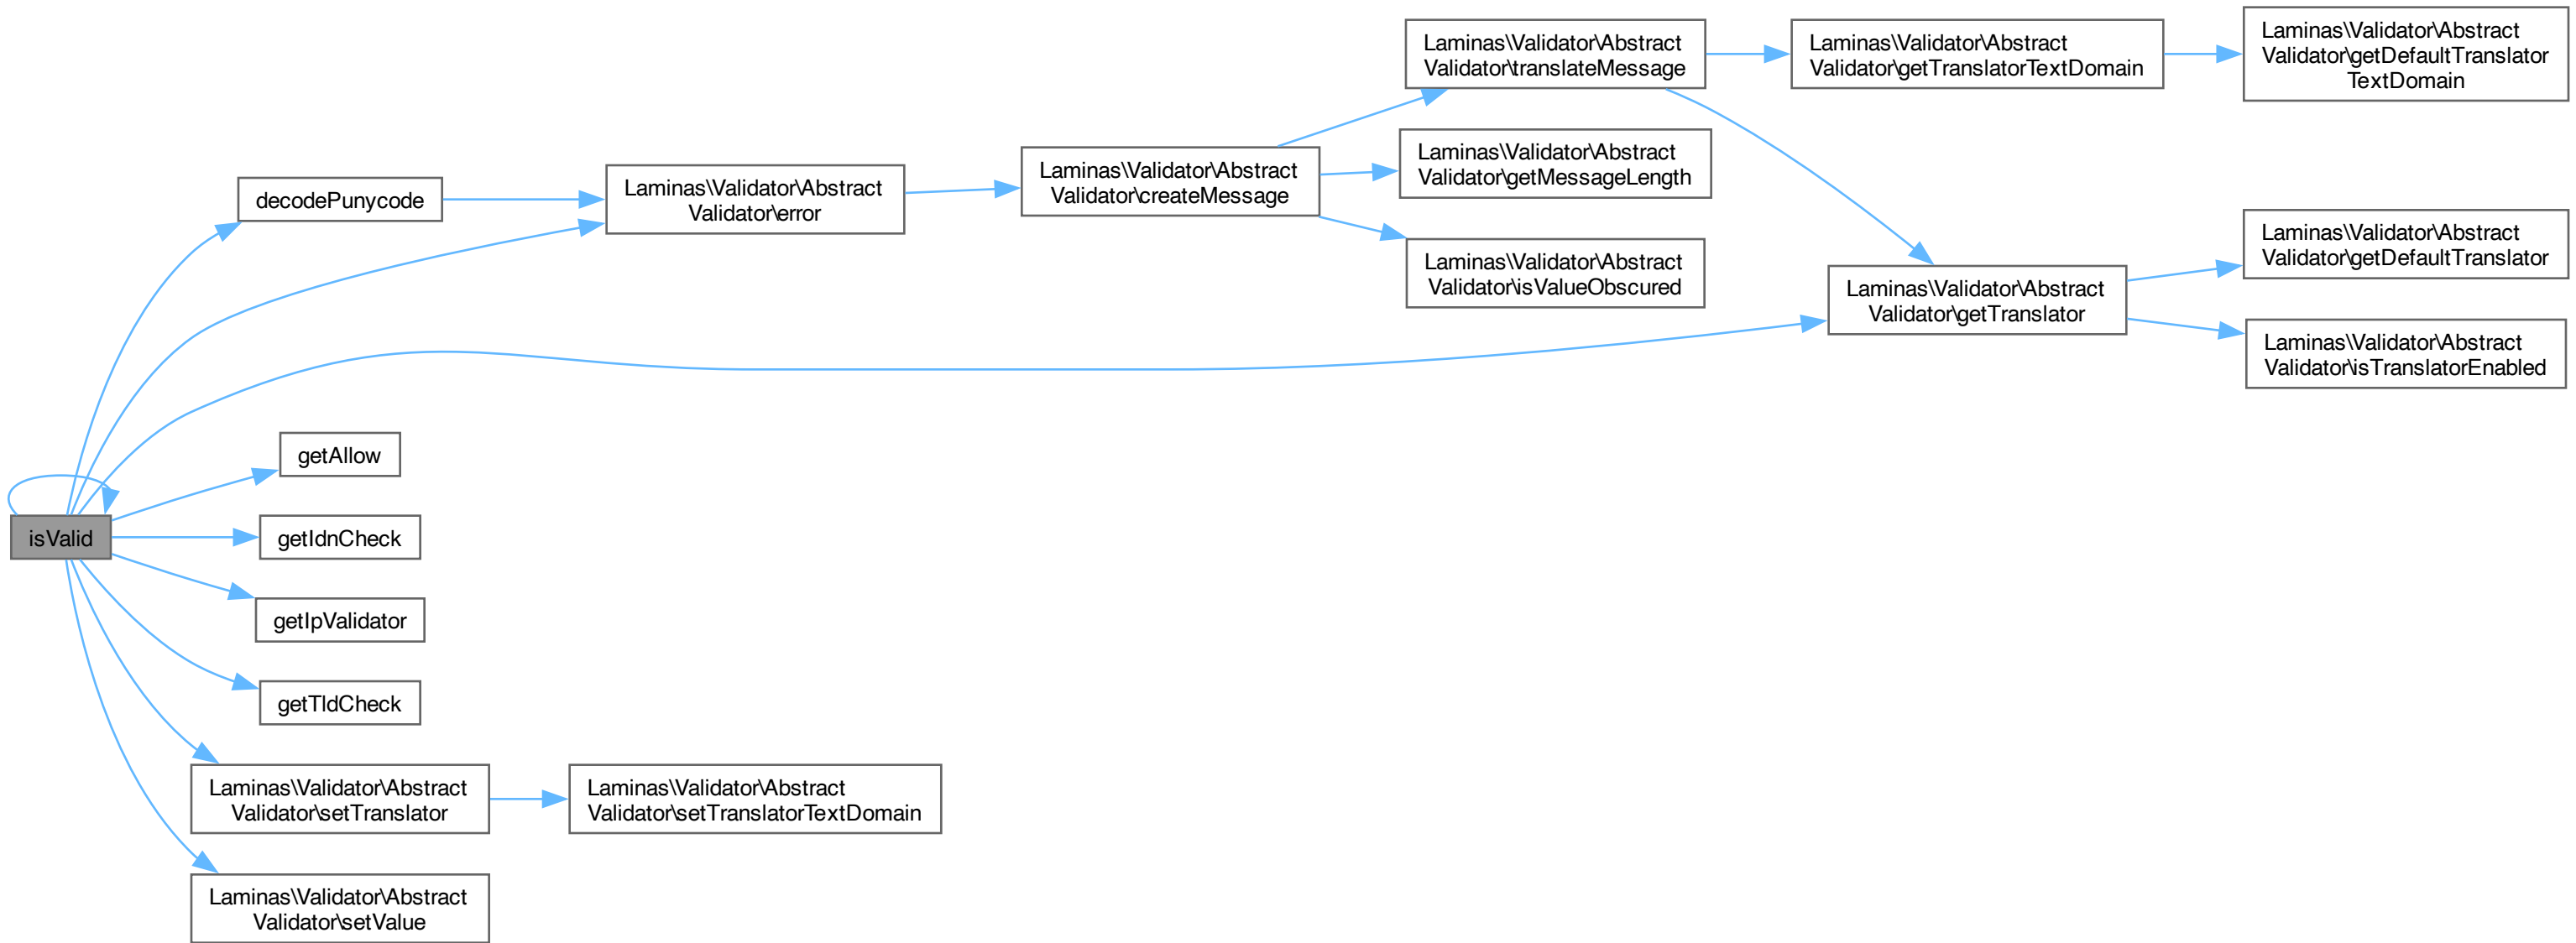 Laminas\Validator\Abstract
Validator\translateMessage
Laminas\Validator\Abstract
Validator\getTranslatorTextDomain
Laminas\Validator\Abstract
Validator\getDefaultTranslator
TextDomain
Laminas\Validator\Abstract
Validator\getMessageLength
decodePunycode
Laminas\Validator\Abstract
Validator\error
Laminas\Validator\Abstract
Validator\createMessage
Laminas\Validator\Abstract
Validator\isValueObscured
Laminas\Validator\Abstract
Validator\getDefaultTranslator
Laminas\Validator\Abstract
Validator\getTranslator
Laminas\Validator\Abstract
Validator\isTranslatorEnabled
getAllow
isValid
getIdnCheck
getIpValidator
getTldCheck
Laminas\Validator\Abstract
Validator\setTranslator
Laminas\Validator\Abstract
Validator\setTranslatorTextDomain
Laminas\Validator\Abstract
Validator\setValue